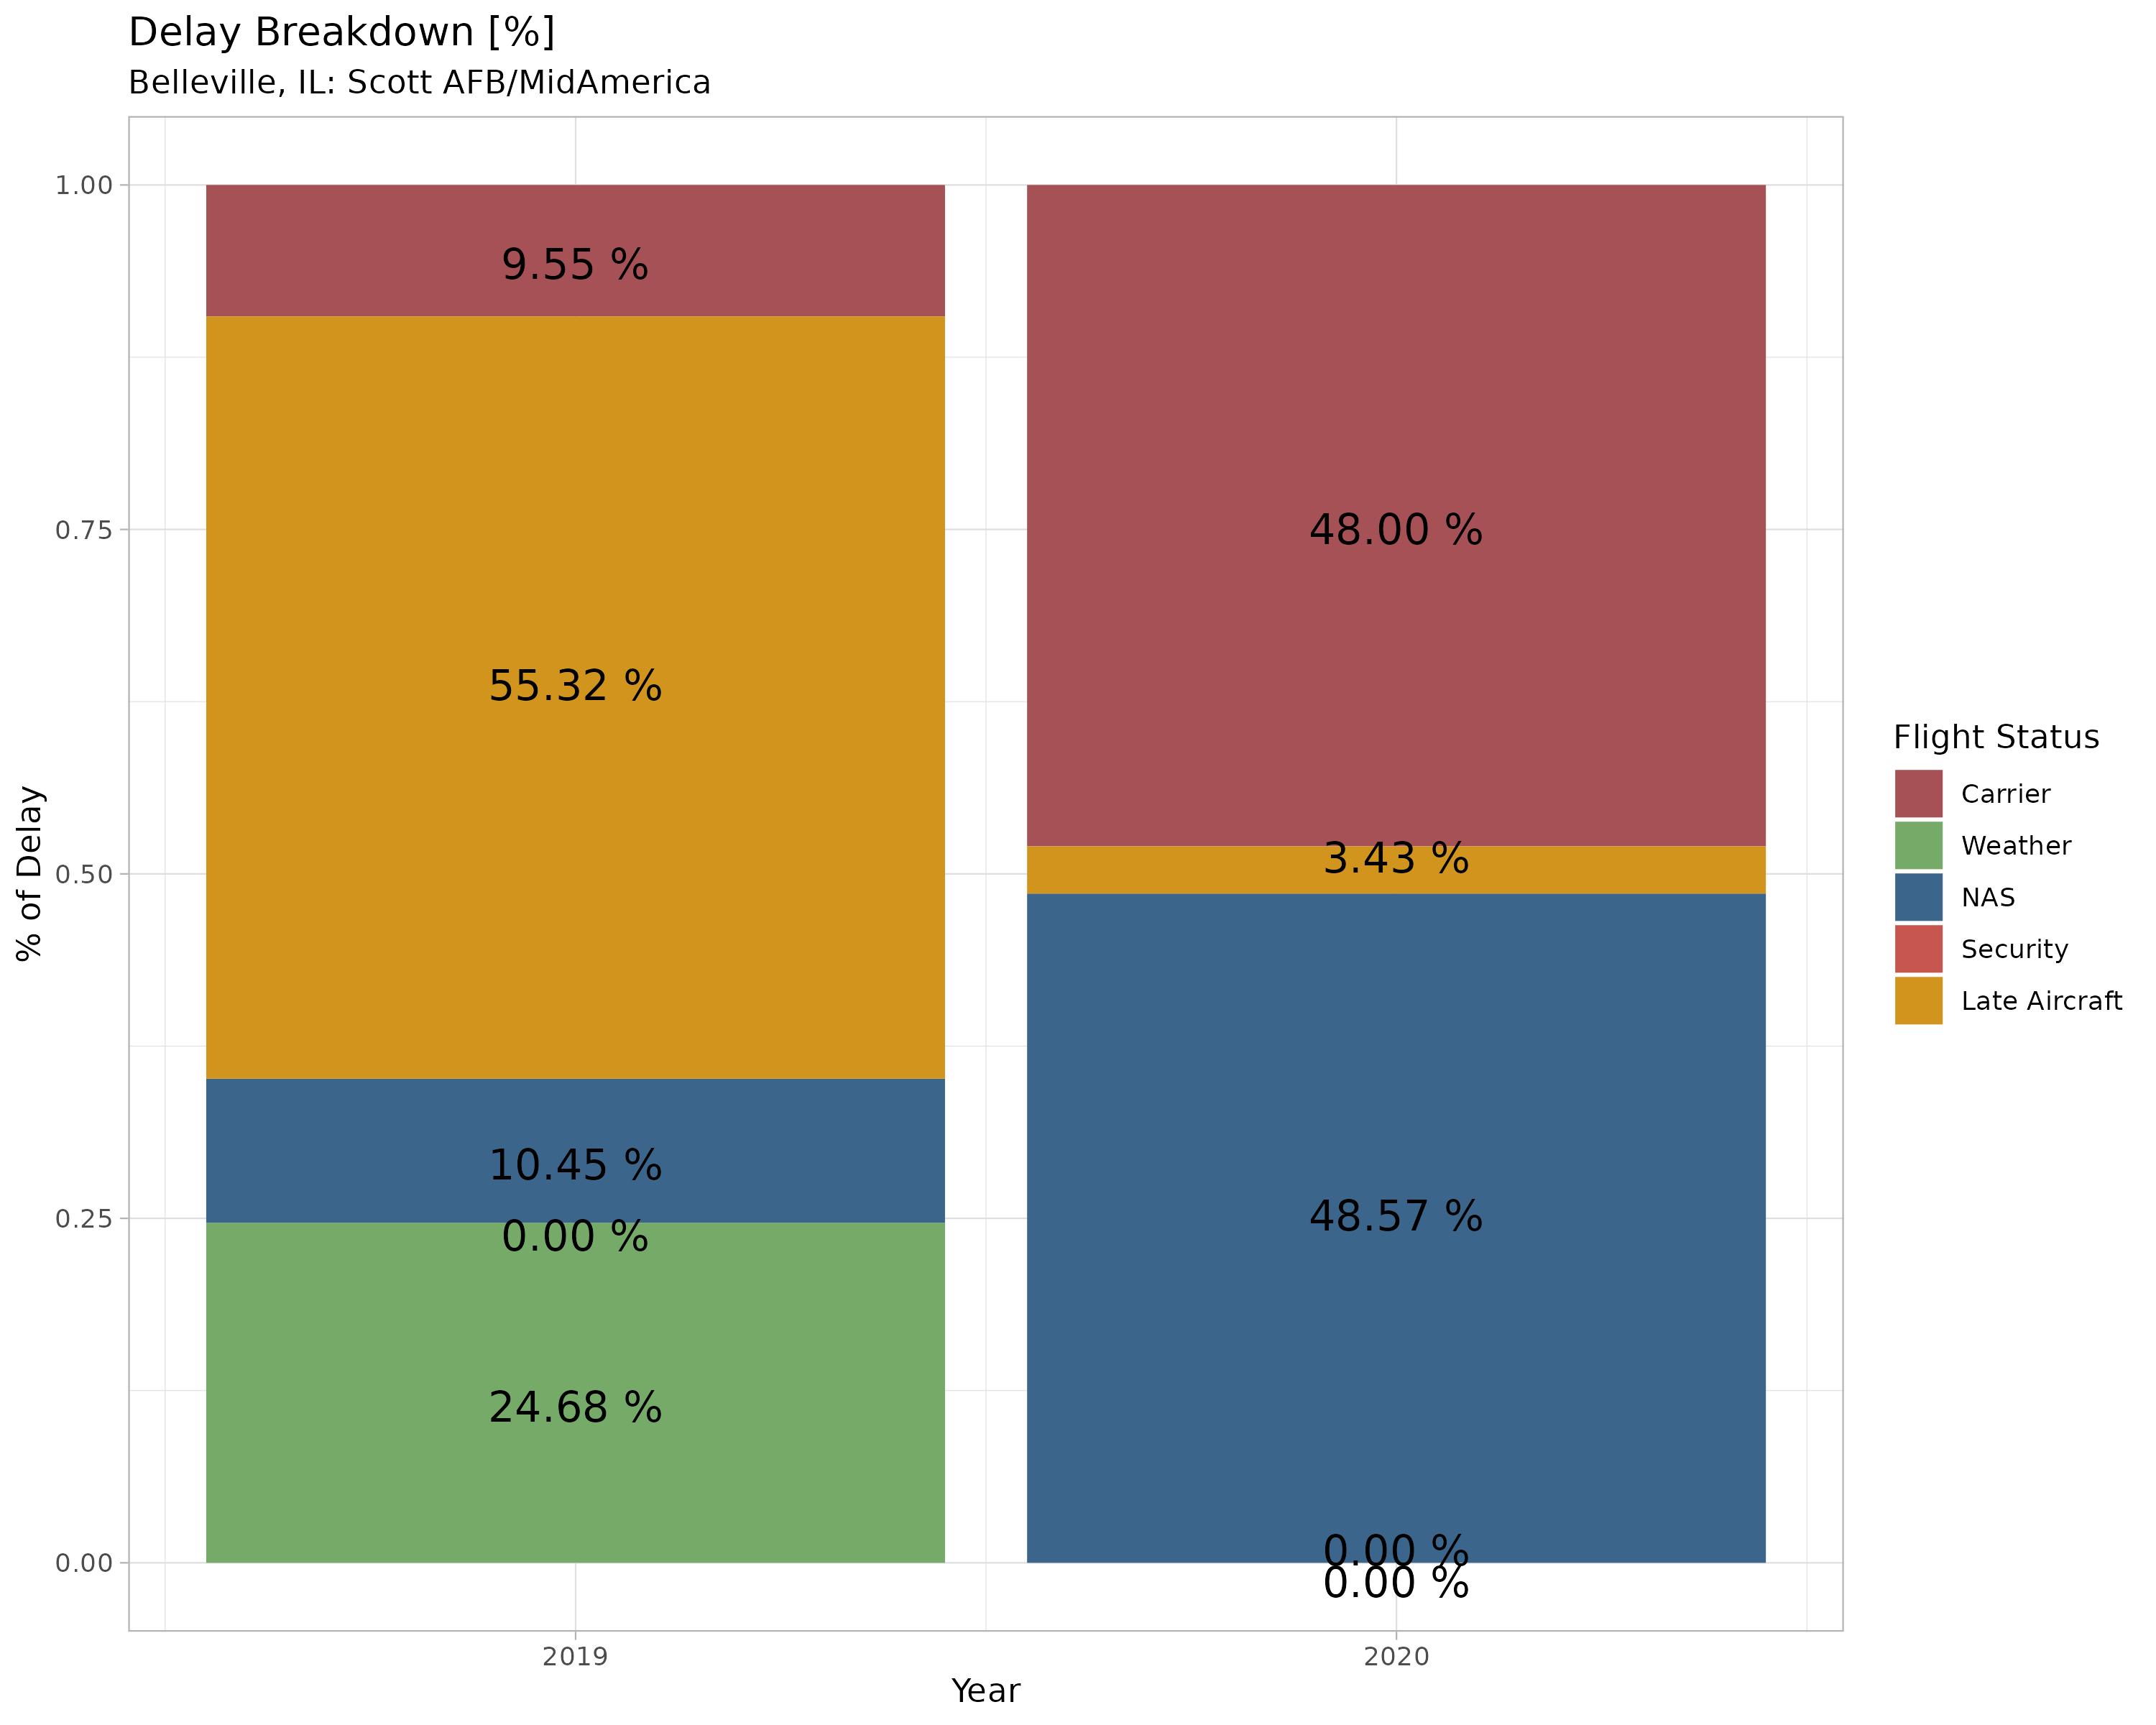 Delay Breakdown [%]
Belleville, IL: Scott AFB/MidAmerica
% of Delay
1.00
0.75
0.50
0.25
0.00
9.55 %
55.32 %
10.45 %
0.00 %
24.68 %
48.00 %
3.43 %
48.57 %
0.00 %
0.00 %
2019
2020
Year
Flight Status
Carrier
Weather
NAS
Security
Late Aircraft